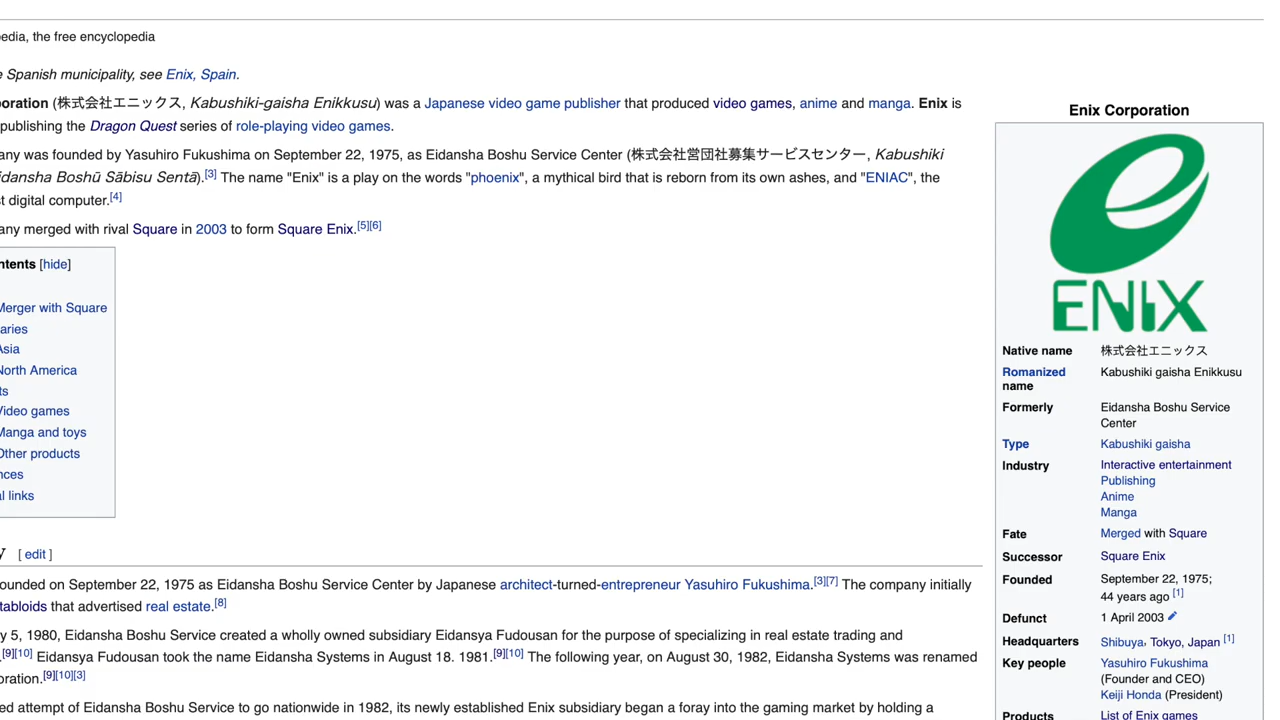 edia, the free encyclopedia
e Spanish municipality, see Enix, Spain.
oration (株式会社エニックス, Kabushiki-gaisha Enikkusu) was a Japanese video game publisher that produced video games, anime and manga. Enix is
publishing the Dragon Quest series of role-playing video games.
any was founded by Yasuhiro Fukushima on September 22, 1975, as Eidansha Boshu Service Center (株式会社営団社募集サービスセンター, Kabushiki
idansha Boshū Sābisu Sentā).[3] The name "Enix" is a play on the words "phoenix", a mythical bird that is reborn from its own ashes, and "ENIAC", the
t digital computer.[4]
any merged with rival Square in 2003 to form Square Enix.[5][6]
ntents [hide]
Merger with Square
aries
Asia
North America
ts
Video games
Manga and toys
Other products
nces
al links
y [ edit ]
ounded on September 22, 1975 as Eidansha Boshu Service Center by Japanese architect-turned-entrepreneur Yasuhiro Fukushima.[3][7] The company initially
tabloids that advertised real estate.[8]
y 5, 1980, Eidansha Boshu Service created a wholly owned subsidiary Eidansya Fudousan for the purpose of specializing in real estate trading and
.[9][10] Eidansya Fudousan took the name Eidansha Systems in August 18. 1981.[9][10] The following year, on August 30, 1982, Eidansha Systems was renamed
oration.[9][10][3]
ed attempt of Eidansha Boshu Service to go nationwide in 1982, its newly established Enix subsidiary began a foray into the gaming market by holding a
Enix Corporation
ENIX
Native name 株式会社エニックス
Romanized name Kabushiki gaisha Enikkusu
Formerly Eidansha Boshu Service
Center
Type Kabushiki gaisha
Industry Interactive entertainment
Publishing
Anime
Manga
Fate Merged with Square
Successor Square Enix
Founded September 22, 1975;
44 years ago [1]
Defunct 1 April 2003
Headquarters Shibuya, Tokyo, Japan [1]
Key people Yasuhiro Fukushima
(Founder and CEO)
Keiji Honda (President)
Products List of Enix games